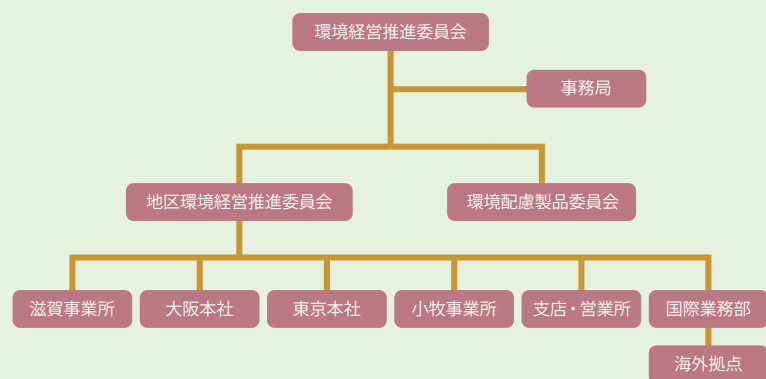 環境経営推進委員会
事務局
地区環境経営推進委員会
環境配慮製品委員会
滋賀事業所
大阪本社
東京本社
小牧事業所
支店・営業所
国際業務部
海外拠点